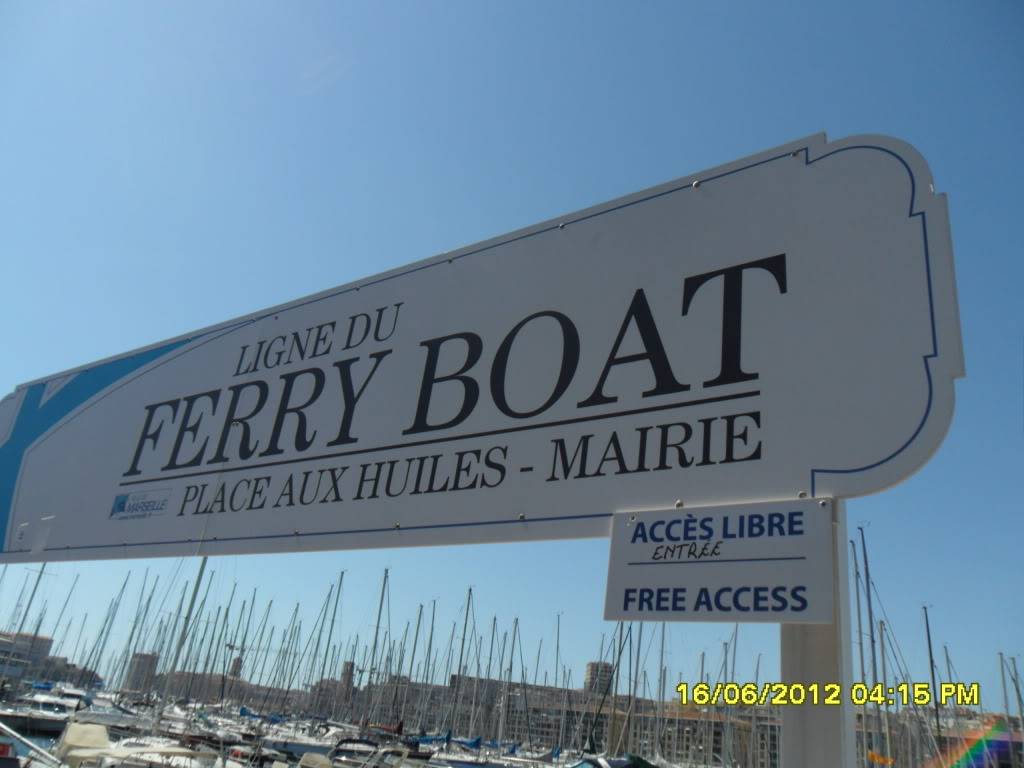 LIGNE DU
FERRY BOAT
PLACE AUX HUILES - MAIRIE
MARSEILLE
ACCÈS LIBRE
ENTRÉE
FREE ACCESS
16/06/2012 04:15 PM